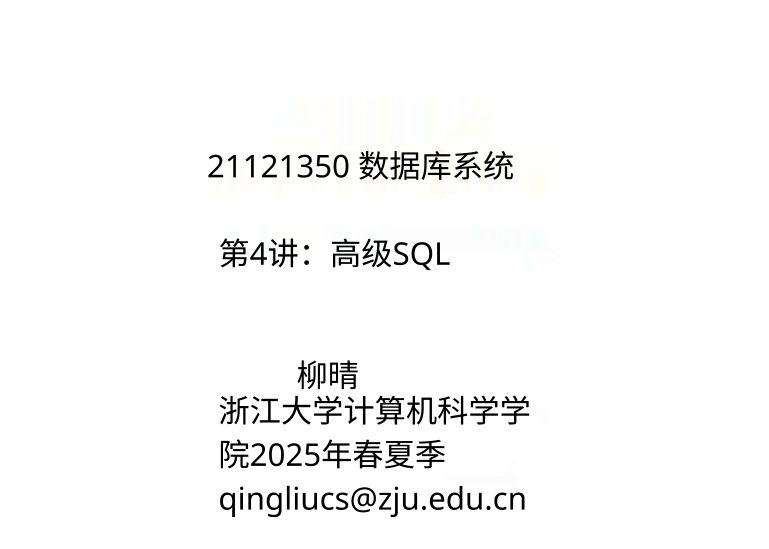 21121350 数据库系统
第4讲：高级SQL
柳晴
浙江大学计算机科学学
院2025年春夏季
qingliucs@zju.edu.cn